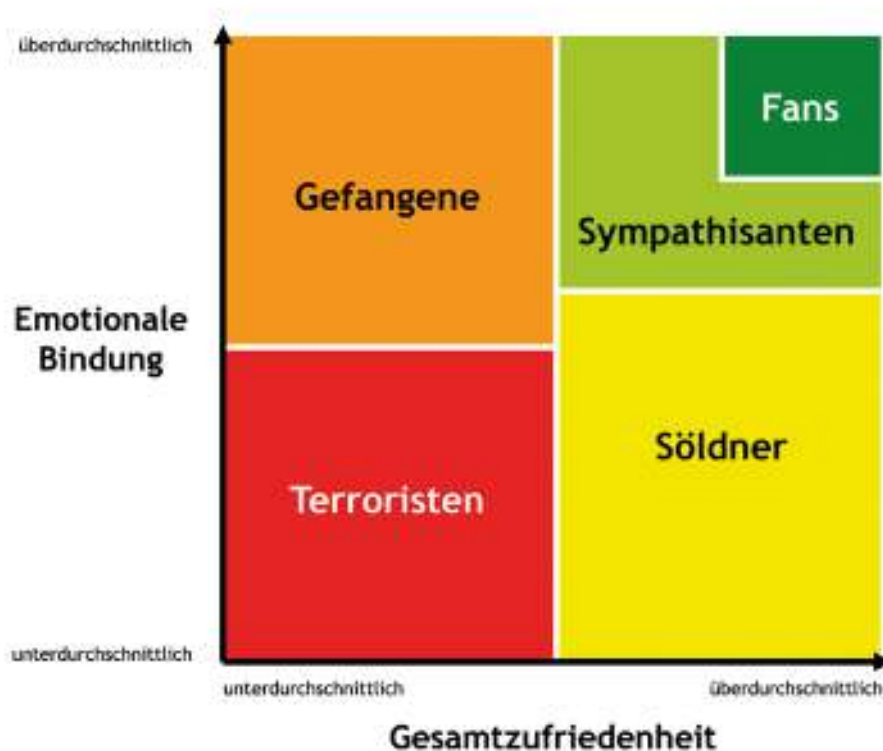 überdurchschnittlich
Fans
Gefangene
Sympathisanten
Emotionale
Bindung
Söldner
Terroristen
unterdurchschnittlich
unterdurchschnittlich
überdurchschnittlich
Gesamtzufriedenheit